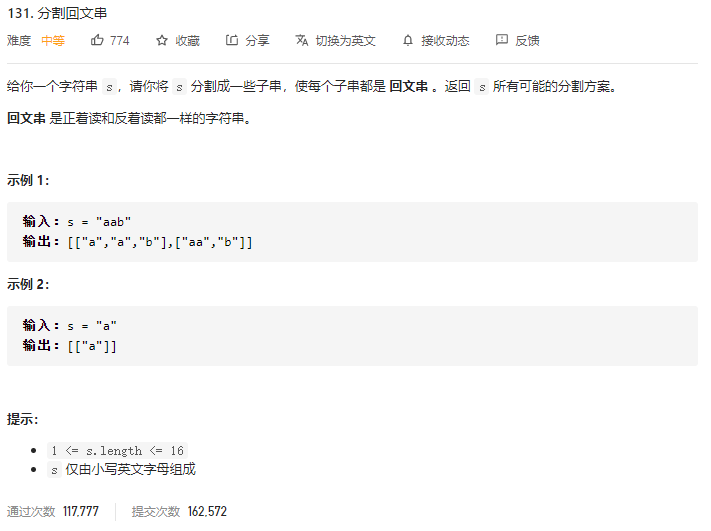 131. 分割回文串
难度 中等 774 收藏 分享 切换为英文 接收动态 反馈
给你一个字符串 s，请你将 s 分割成一些子串，使每个子串都是 回文串 。返回 s 所有可能的分割方案。
回文串 是正着读和反着读都一样的字符串。
示例 1：
输入：s = "aab"
输出：[["a","a","b"],["aa","b"]]
示例 2：
输入：s = "a"
输出：[["a"]]
提示：
1 <= s.length <= 16
s 仅由小写英文字母组成
通过次数 117,777 提交次数 162,572